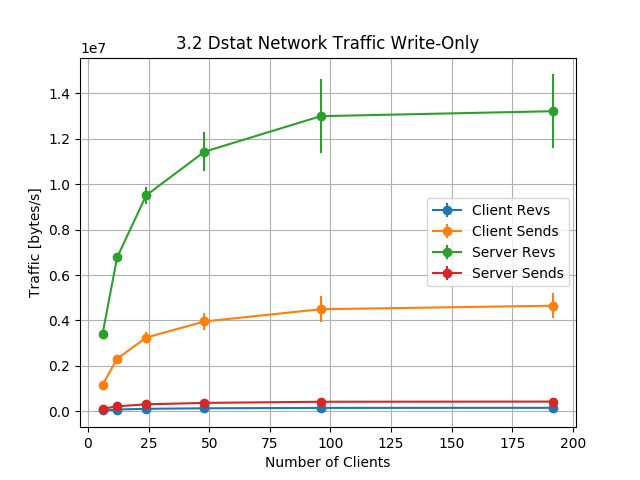 3.2 Dstat Network Traffic Write-Only
1e7
1.4
1.2
1.0
0.8
0.6
0.4
0.2
0.0
Traffic [bytes/s]
Client Revs
Client Sends
Server Revs
Server Sends
0 25 50 75 100 125 150 175 200
Number of Clients